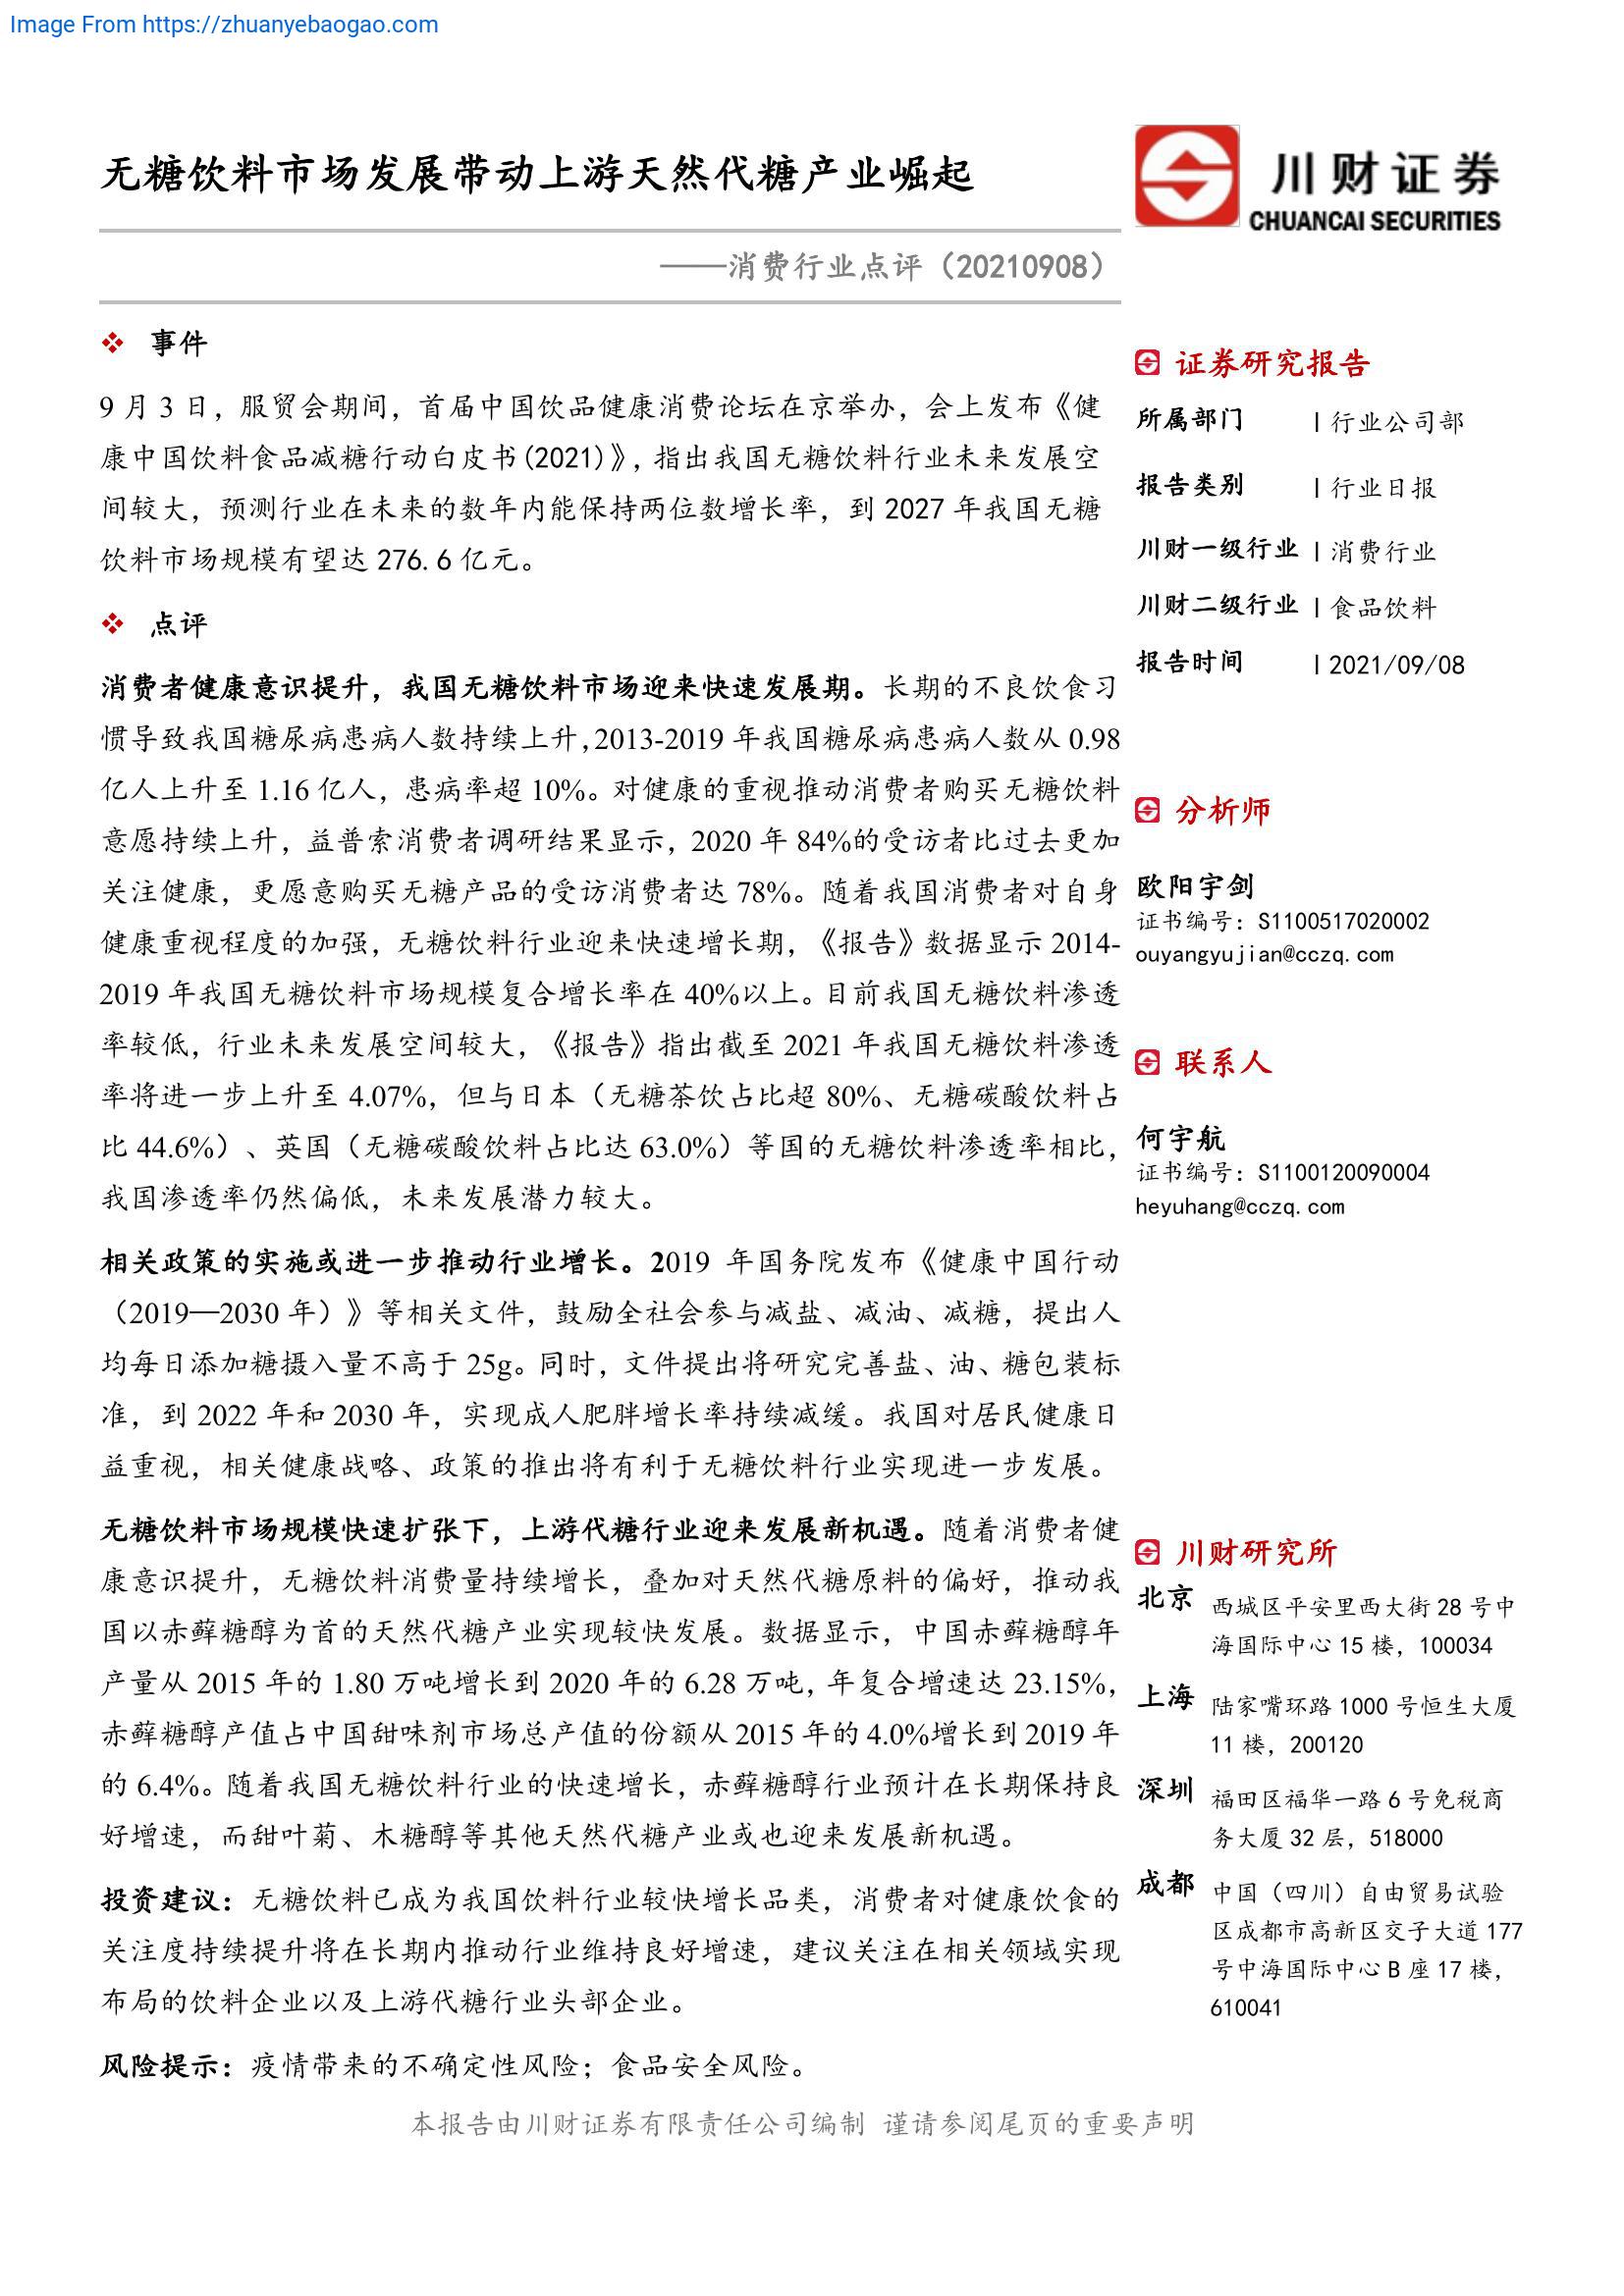 Image From https://zhuanyebaogao.com
无糖饮料市场发展带动上游天然代糖产业崛起
——消费行业点评（20210908）
川财证券
CHUANCAI SECURITIES
❖ 事件
9 月 3 日，服贸会期间，首届中国饮品健康消费论坛在京举办，会上发布《健
康中国饮料食品减糖行动白皮书(2021)》，指出我国无糖饮料行业未来发展空
间较大，预测行业在未来的数年内能保持两位数增长率，到 2027 年我国无糖
饮料市场规模有望达 276.6 亿元。
❖ 点评
消费者健康意识提升，我国无糖饮料市场迎来快速发展期。长期的不良饮食习
惯导致我国糖尿病患病人数持续上升，2013-2019 年我国糖尿病患病人数从 0.98
亿人上升至 1.16 亿人，患病率超 10%。对健康的重视推动消费者购买无糖饮料
意愿持续上升，益普索消费者调研结果显示，2020 年 84%的受访者比过去更加
关注健康，更愿意购买无糖产品的受访消费者达 78%。随着我国消费者对自身
健康重视程度的加强，无糖饮料行业迎来快速增长期，《报告》数据显示 2014-
2019 年我国无糖饮料市场规模复合增长率在 40%以上。目前我国无糖饮料渗透
率较低，行业未来发展空间较大，《报告》指出截至 2021 年我国无糖饮料渗透
率将进一步上升至 4.07%，但与日本（无糖茶饮占比超 80%、无糖碳酸饮料占
比 44.6%）、英国（无糖碳酸饮料占比达 63.0%）等国的无糖饮料渗透率相比，
我国渗透率仍然偏低，未来发展潜力较大。
相关政策的实施或进一步推动行业增长。2019 年国务院发布《健康中国行动
（2019—2030 年）》等相关文件，鼓励全社会参与减盐、减油、减糖，提出人
均每日添加糖摄入量不高于 25g。同时，文件提出将研究完善盐、油、糖包装标
准，到 2022 年和 2030 年，实现成人肥胖增长率持续减缓。我国对居民健康日
益重视，相关健康战略、政策的推出将有利于无糖饮料行业实现进一步发展。
无糖饮料市场规模快速扩张下，上游代糖行业迎来发展新机遇。随着消费者健
康意识提升，无糖饮料消费量持续增长，叠加对天然代糖原料的偏好，推动我
国以赤藓糖醇为首的天然代糖产业实现较快发展。数据显示，中国赤藓糖醇年
产量从 2015 年的 1.80 万吨增长到 2020 年的 6.28 万吨，年复合增速达 23.15%，
赤藓糖醇产值占中国甜味剂市场总产值的份额从 2015 年的 4.0%增长到 2019 年
的 6.4%。随着我国无糖饮料行业的快速增长，赤藓糖醇行业预计在长期保持良
好增速，而甜叶菊、木糖醇等其他天然代糖产业或也迎来发展新机遇。
投资建议：无糖饮料已成为我国饮料行业较快增长品类，消费者对健康饮食的
关注度持续提升将在长期内推动行业维持良好增速，建议关注在相关领域实现
布局的饮料企业以及上游代糖行业头部企业。
风险提示：疫情带来的不确定性风险；食品安全风险。
证券研究报告
所属部门 | 行业公司部
报告类别 | 行业日报
川财一级行业 | 消费行业
川财二级行业 | 食品饮料
报告时间 | 2021/09/08
分析师
欧阳宇剑
证书编号：S1100517020002
ouyangyujian@cczq.com
联系人
何宇航
证书编号：S1100120090004
heyuhang@cczq.com
川财研究所
北京 西城区平安里西大街 28 号中
海国际中心 15 楼，100034
上海 陆家嘴环路 1000 号恒生大厦
11 楼，200120
深圳 福田区福华一路 6 号免税商
务大厦 32 层，518000
成都 中国（四川）自由贸易试验
区成都市高新区交子大道 177
号中海国际中心 B 座 17 楼，
610041
本报告由川财证券有限责任公司编制 谨请参阅尾页的重要声明